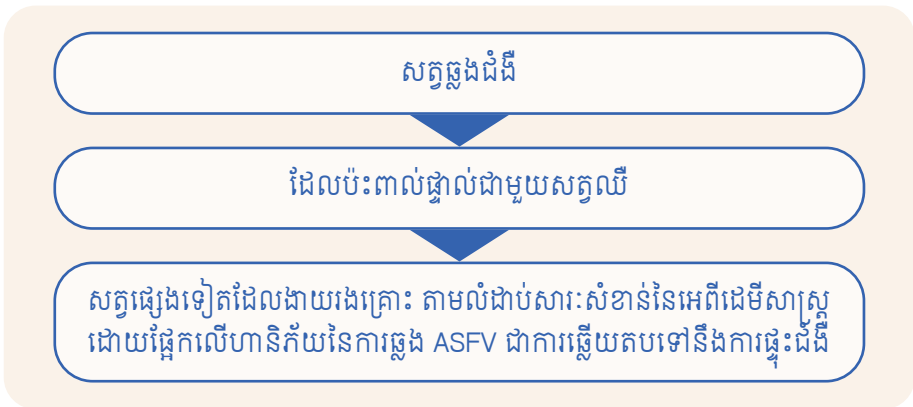 សត្វឆ្លងជំងឺ
ដែលប៉ះពាល់ផ្ទាល់ជាមួយសត្វឈឺ
សត្វផ្សេងទៀតដែលងាយរងគ្រោះ តាមលំដាប់សារៈសំខាន់នៃអេពីដេមីសាស្ត្រ
ដោយផ្អែកលើហានិភ័យនៃការឆ្លង ASFV ជាការឆ្លើយតបទៅនឹងការផ្ទុះជំងឺ